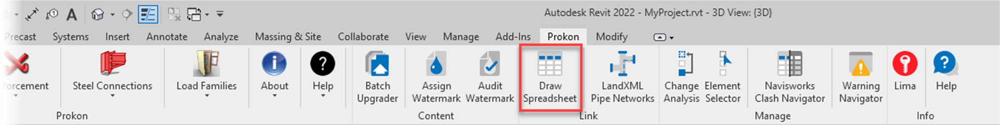 A
Autodesk Revit 2022 - MyProject.rvt - 3D View: {3D}
Precast Systems Insert Annotate Analyze Massing & Site Collaborate View Manage Add-Ins Prokon Modify
forcement
Steel Connections
Load Families
About
Help
Batch
Upgrader
Assign
Watermark
Audit
Watermark
Draw
Spreadsheet
LandXML
Pipe Networks
Change
Analysis
Element
Selector
Navisworks
Clash Navigator
Warning
Navigator
Lima
Help
Prokon Content Link Manage Info